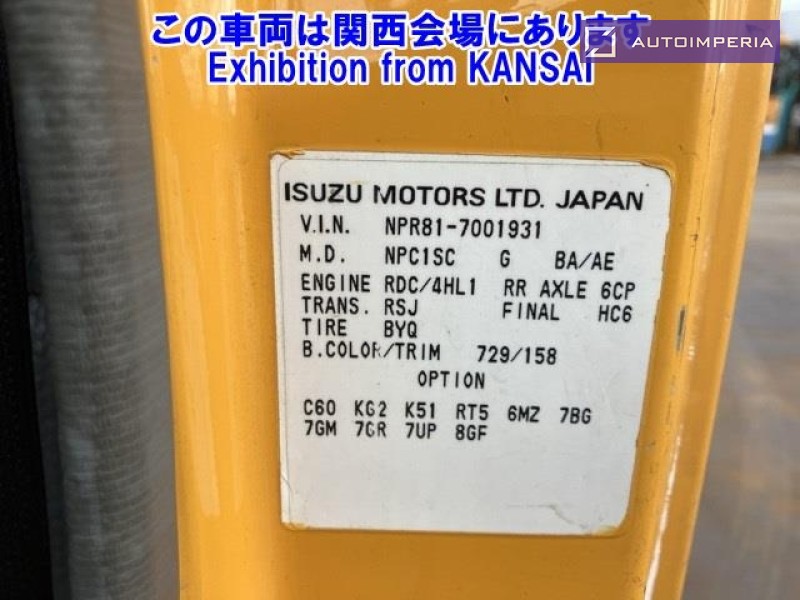 この車両は関西会場にあります
AUTOIMPERIA
Exhibition from KANSAI
ISUZU MOTORS LTD. JAPAN
V.I.N. NPR81-7001931
M.D. NPC1SC G BA/AE
ENGINE RDC/4HL1 RR AXLE 6CP
TRANS. RSJ FINAL HC6
TIRE BYQ
B.COLOR/TRIM 729/158
OPTION
C60 KG2 K51 RT5 6MZ 7BG
7GM 7GR 7UP 8GF